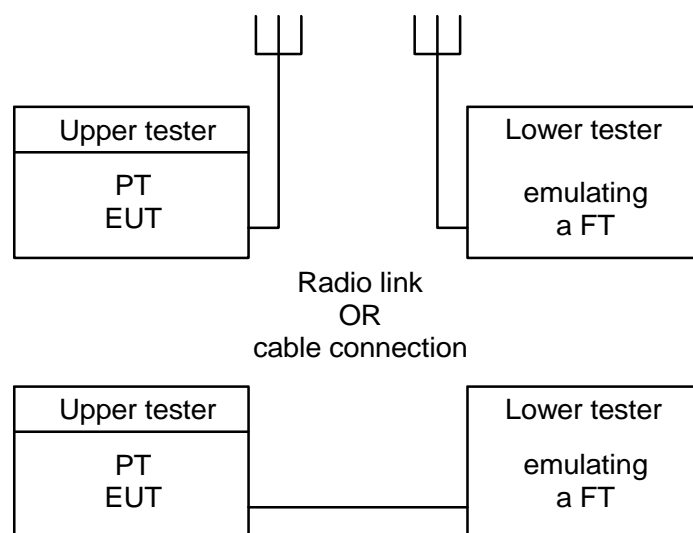 Upper tester
PT
EUT
Lower tester
emulating
a FT
Radio link
OR
cable connection
Upper tester
PT
EUT
Lower tester
emulating
a FT